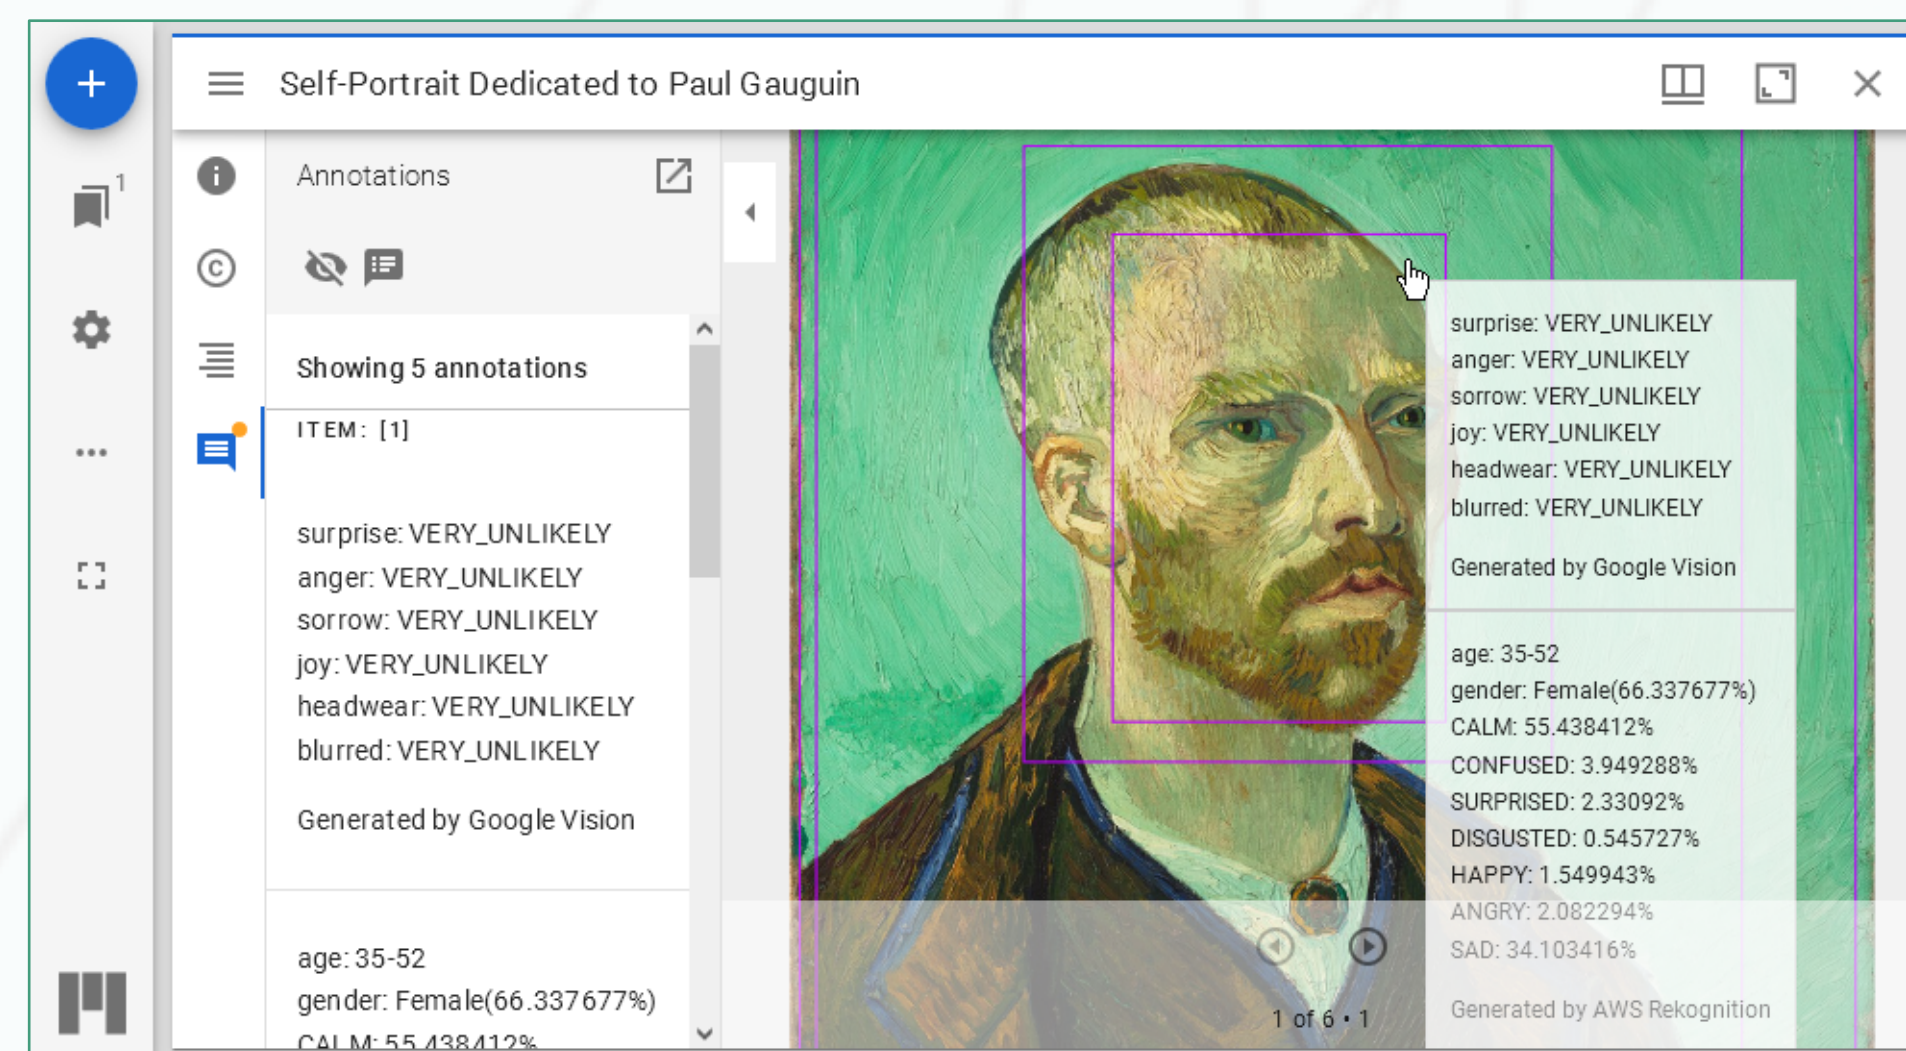 Self-Portrait Dedicated to Paul Gauguin
1
Annotations
Showing 5 annotations
ITEM: [1]
surprise: VERY_UNLIKELY
anger: VERY_UNLIKELY
sorrow: VERY_UNLIKELY
joy: VERY_UNLIKELY
headwear: VERY_UNLIKELY
blurred: VERY_UNLIKELY
Generated by Google Vision
age: 35-52
gender: Female(66.337677%)
CALM: 55.438412%
surprise: VERY_UNLIKELY
anger: VERY_UNLIKELY
sorrow: VERY_UNLIKELY
joy: VERY_UNLIKELY
headwear: VERY_UNLIKELY
blurred: VERY_UNLIKELY
Generated by Google Vision
age: 35-52
gender: Female(66.337677%)
CALM: 55.438412%
CONFUSED: 3.949288%
SURPRISED: 2.33092%
DISGUSTED: 0.545727%
HAPPY: 1.549943%
ANGRY: 2.082294%
SAD: 34.103416%
Generated by AWS Rekognition
1 of 6 • 1